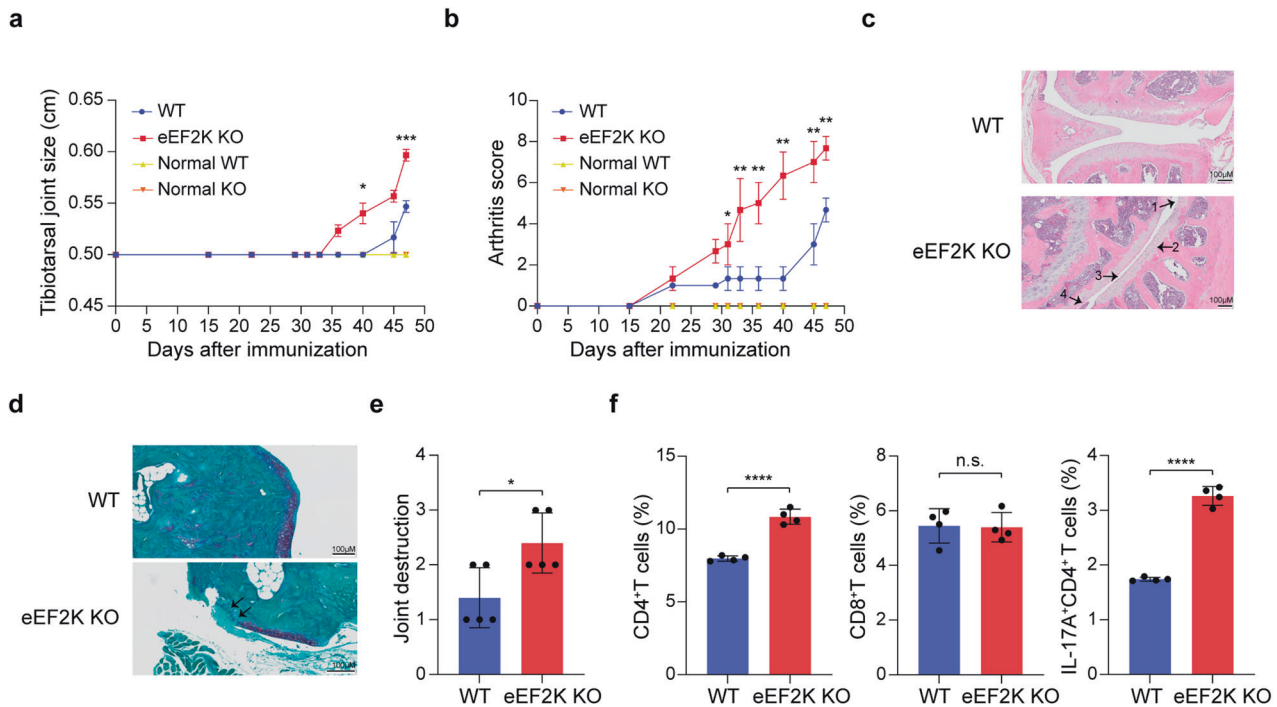 a
Tibiotarsal joint size (cm)
0.65
0.60
0.55
0.50
0.45
WT
eEF2K KO
Normal WT
Normal KO
*
***
0 5 10 15 20 25 30 35 40 45 50
Days after immunization
b
Arthritis score
10
8
6
4
2
0
WT
eEF2K KO
Normal WT
Normal KO
*
**
**
**
**
**
0 5 10 15 20 25 30 35 40 45 50
Days after immunization
c
WT
100µM
eEF2K KO
1
2
3
4
100µM
d
WT
100µM
eEF2K KO
100µM
e
Joint destruction
4
3
2
1
0
*
WT eEF2K KO
f
CD4+T cells (%)
15
10
5
0
****
WT eEF2K KO
CD8+T cells (%)
8
6
4
2
0
n.s.
WT eEF2K KO
IL-17A+CD4+T cells (%)
4
3
2
1
0
****
WT eEF2K KO